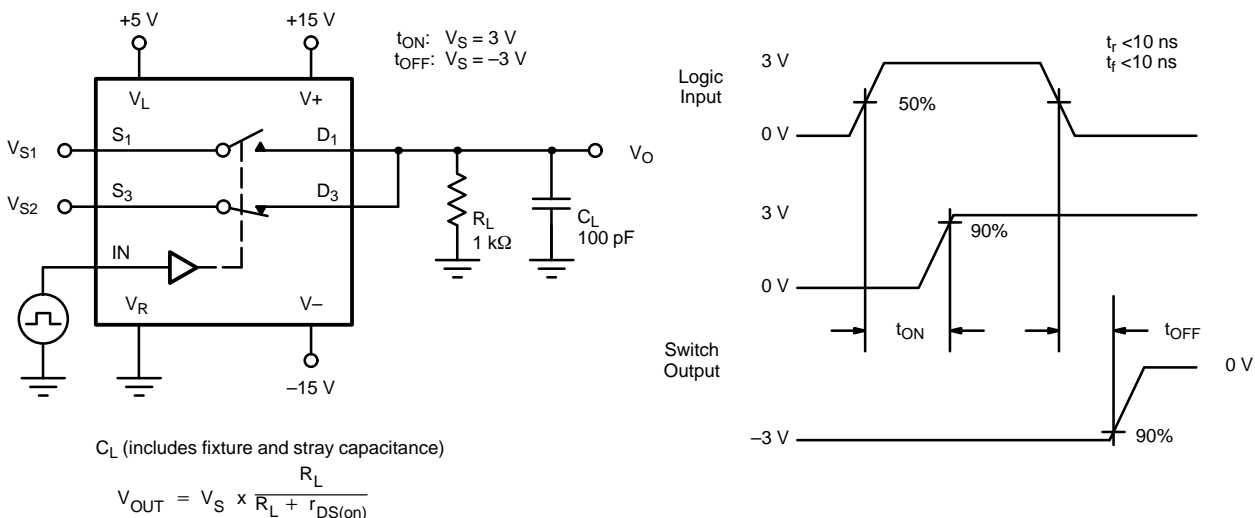 +5 V
+15 V
tON: VS = 3 V
tOFF: VS = –3 V
VL
V+
VS1
S1
D1
VO
VS2
S3
D3
RL
1 kΩ
CL
100 pF
IN
VR
V–
–15 V
CL (includes fixture and stray capacitance)
VOUT = VS x RL / RL + rDS(on)
tr <10 ns
tf <10 ns
Logic
Input
3 V
50%
0 V
3 V
90%
0 V
tON
tOFF
Switch
Output
0 V
–3 V
90%